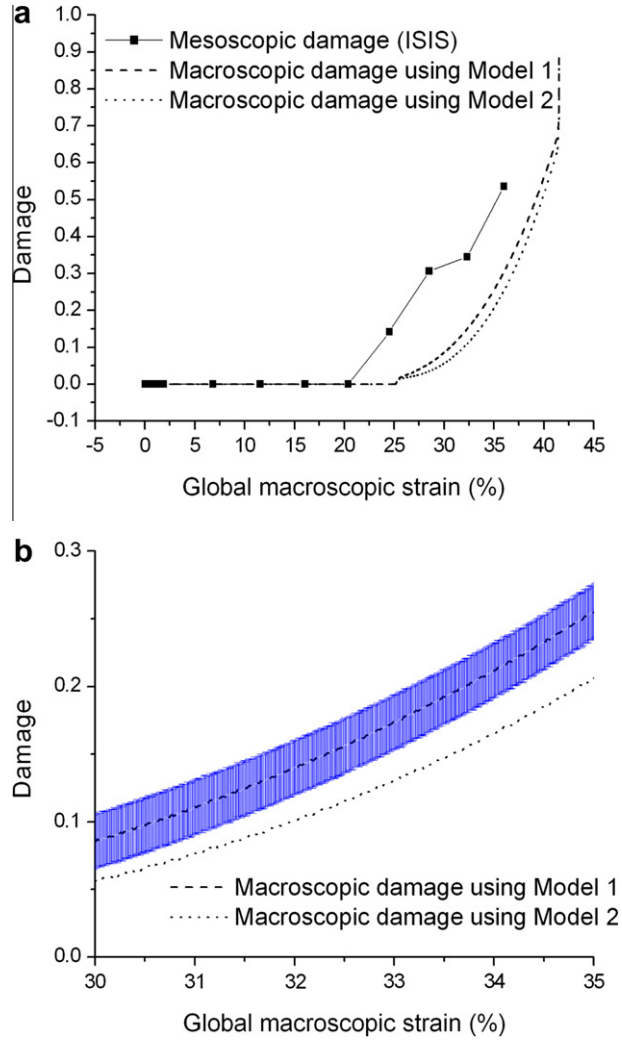 a
1.0
Mesoscopic damage (ISIS)
0.9
Macroscopic damage using Model 1
0.8
Macroscopic damage using Model 2
0.7
0.6
0.5
0.4
0.3
0.2
0.1
0.0
-0.1
Damage
-5 0 5 10 15 20 25 30 35 40 45
Global macroscopic strain (%)
b
0.3
0.2
0.1
0.0
Damage
Macroscopic damage using Model 1
Macroscopic damage using Model 2
30 31 32 33 34 35
Global macroscopic strain (%)